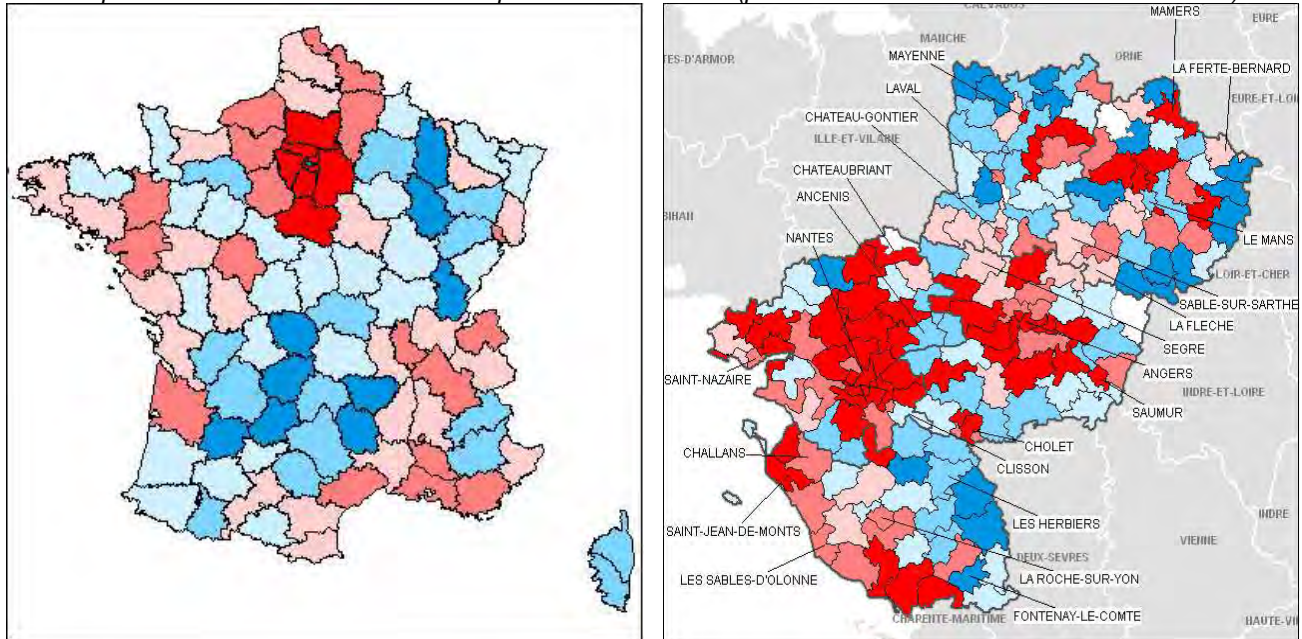 CALVADOS
EURE
MAMERS
MANCHE
ORNE
TES-D'ARMOR
MAYENNE
LA FERTE-BERNARD
LAVAL
EURE-ET-LOI
CHATEAU-GONTIER
ILLE-ET-VILAINE
CHATEAUBRIANT
ANCENIS
BIHAN
NANTES
LE MANS
LOIR-ET-CHER
SABLE-SUR-SARTHE
LA FLECHE
SEGRE
SAINT-NAZAIRE
ANGERS
INDRE-ET-LOIRE
SAUMUR
CHALLANS
CHOLET
CLISSON
LES HERBIERS
INDRE
SAINT-JEAN-DE-MONTS
VIENNE
DEUX-SEVRES
LES SABLES-D'OLONNE
LA ROCHE-SUR-YON
FONTENAY-LE-COMTE
CHARENTE-MARITIME
HAUTE-VI